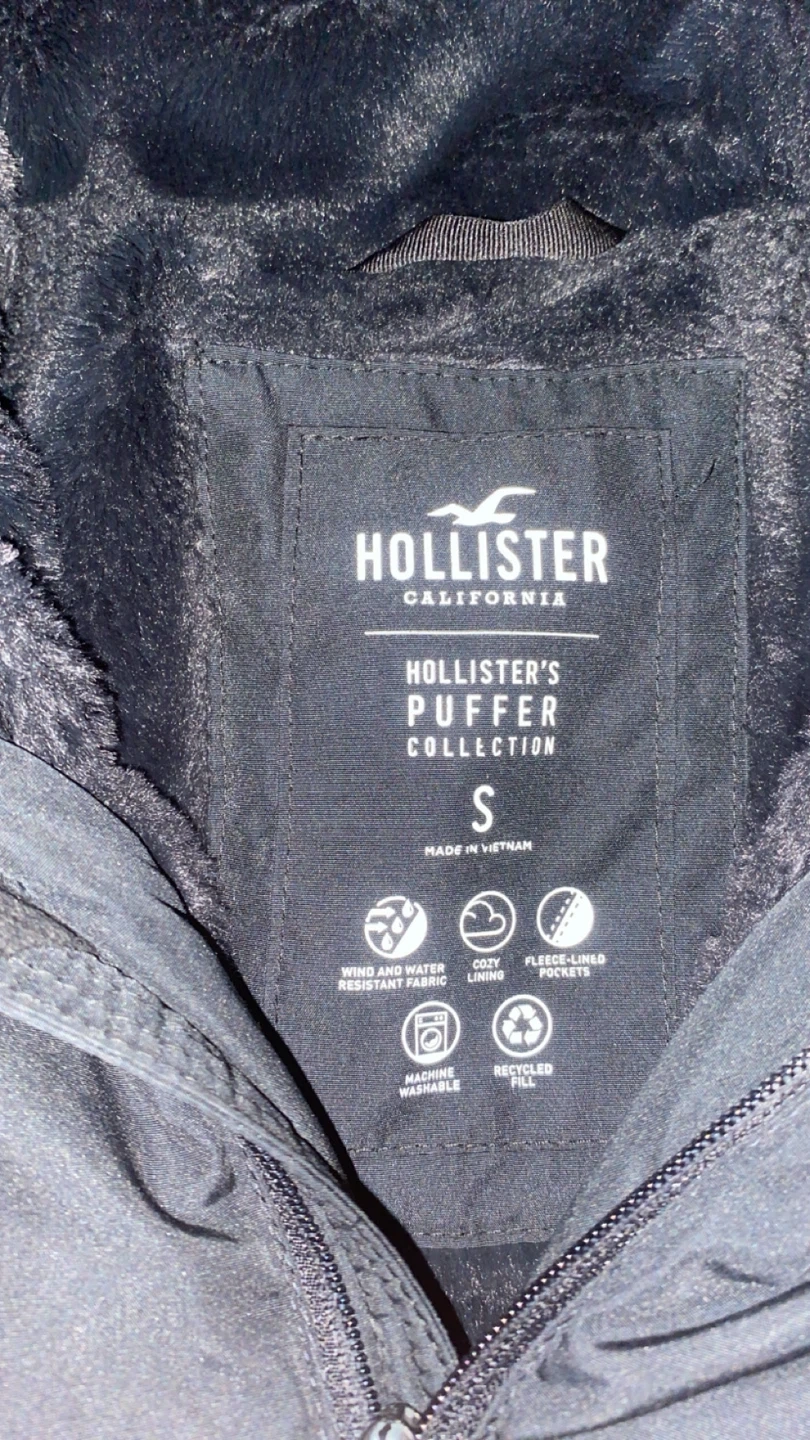 HOLLISTER
CALIFORNIA
HOLLISTER'S
PUFFER
COLLECTION
S
MADE IN VIETNAM
WIND AND WATER
RESISTANT FABRIC
COZY
LINING
FLEECE-LINED
POCKETS
MACHINE
WASHABLE
RECYCLED
FILL